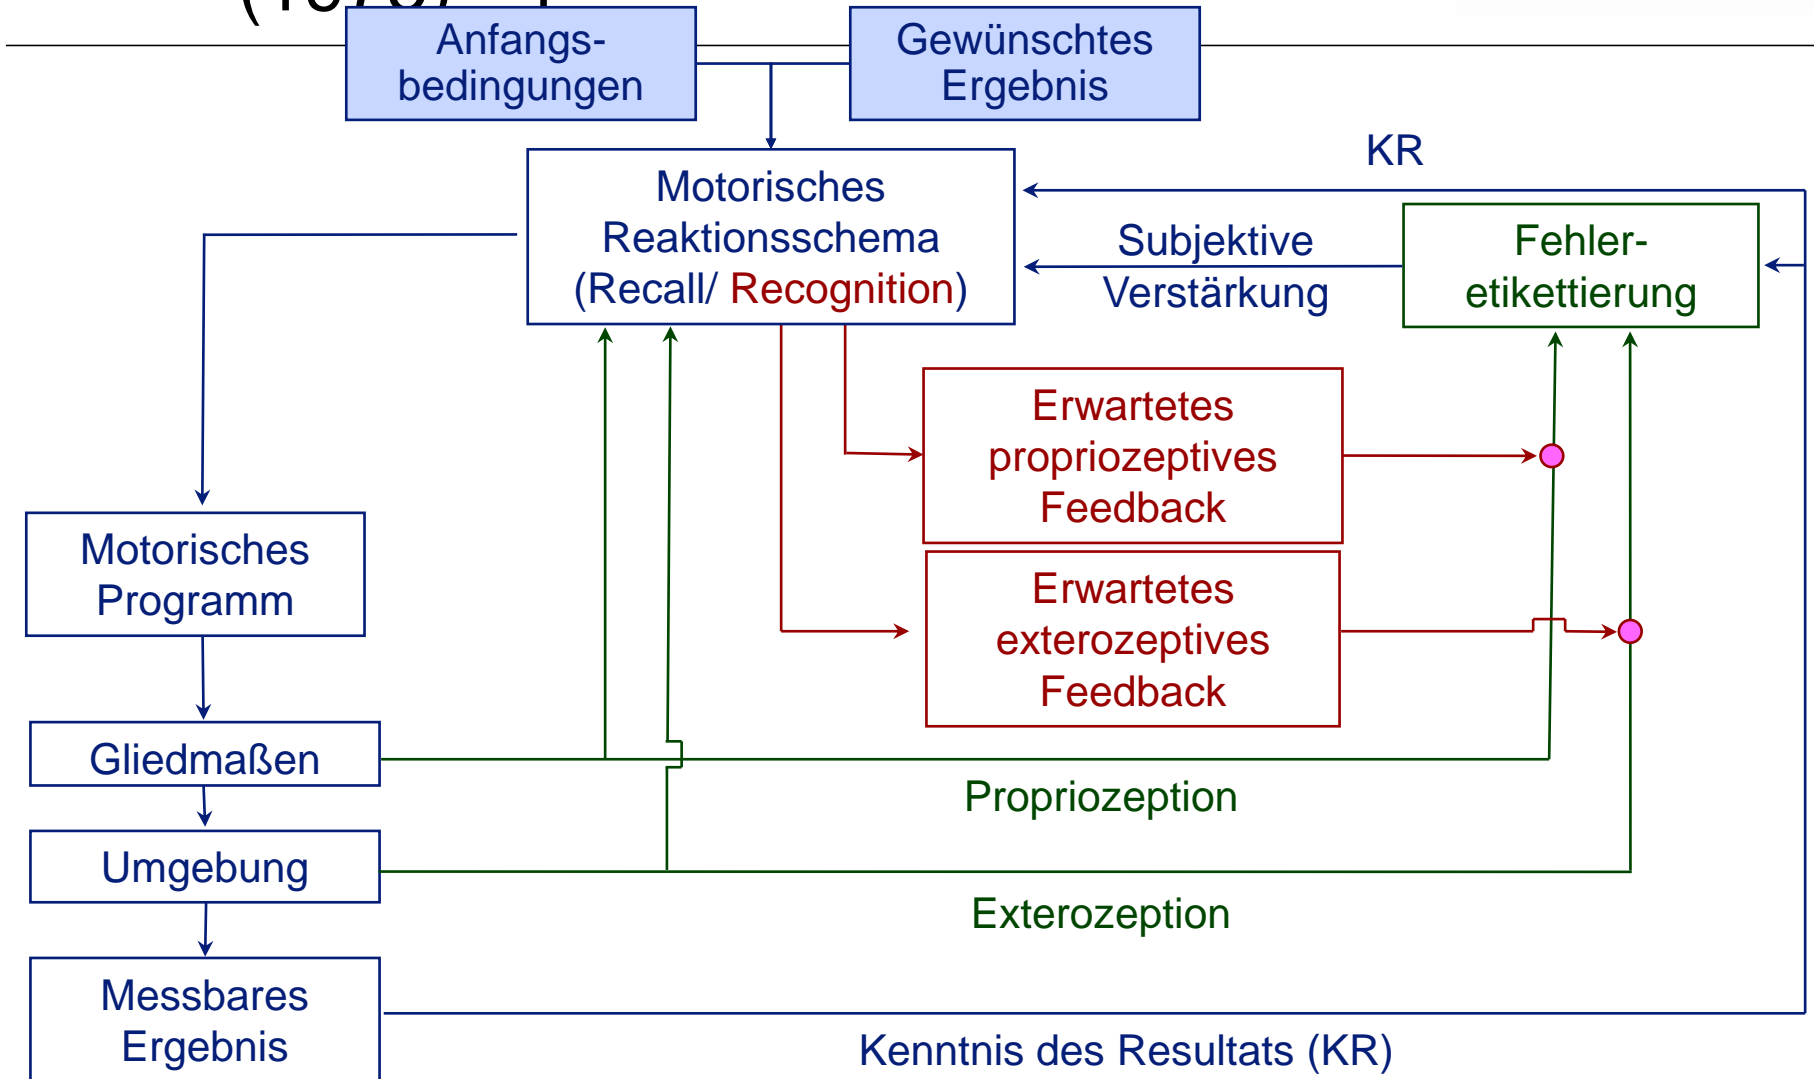 Anfangs-
bedingungen
Gewünschtes
Ergebnis
KR
Motorisches
Reaktionsschema
(Recall/ Recognition)
Subjektive
Verstärkung
Fehler-
etikettierung
Erwartetes
propriozeptives
Feedback
Motorisches
Programm
Erwartetes
exterozeptives
Feedback
Gliedmaßen
Propriozeption
Umgebung
Exterozeption
Messbares
Ergebnis
Kenntnis des Resultats (KR)